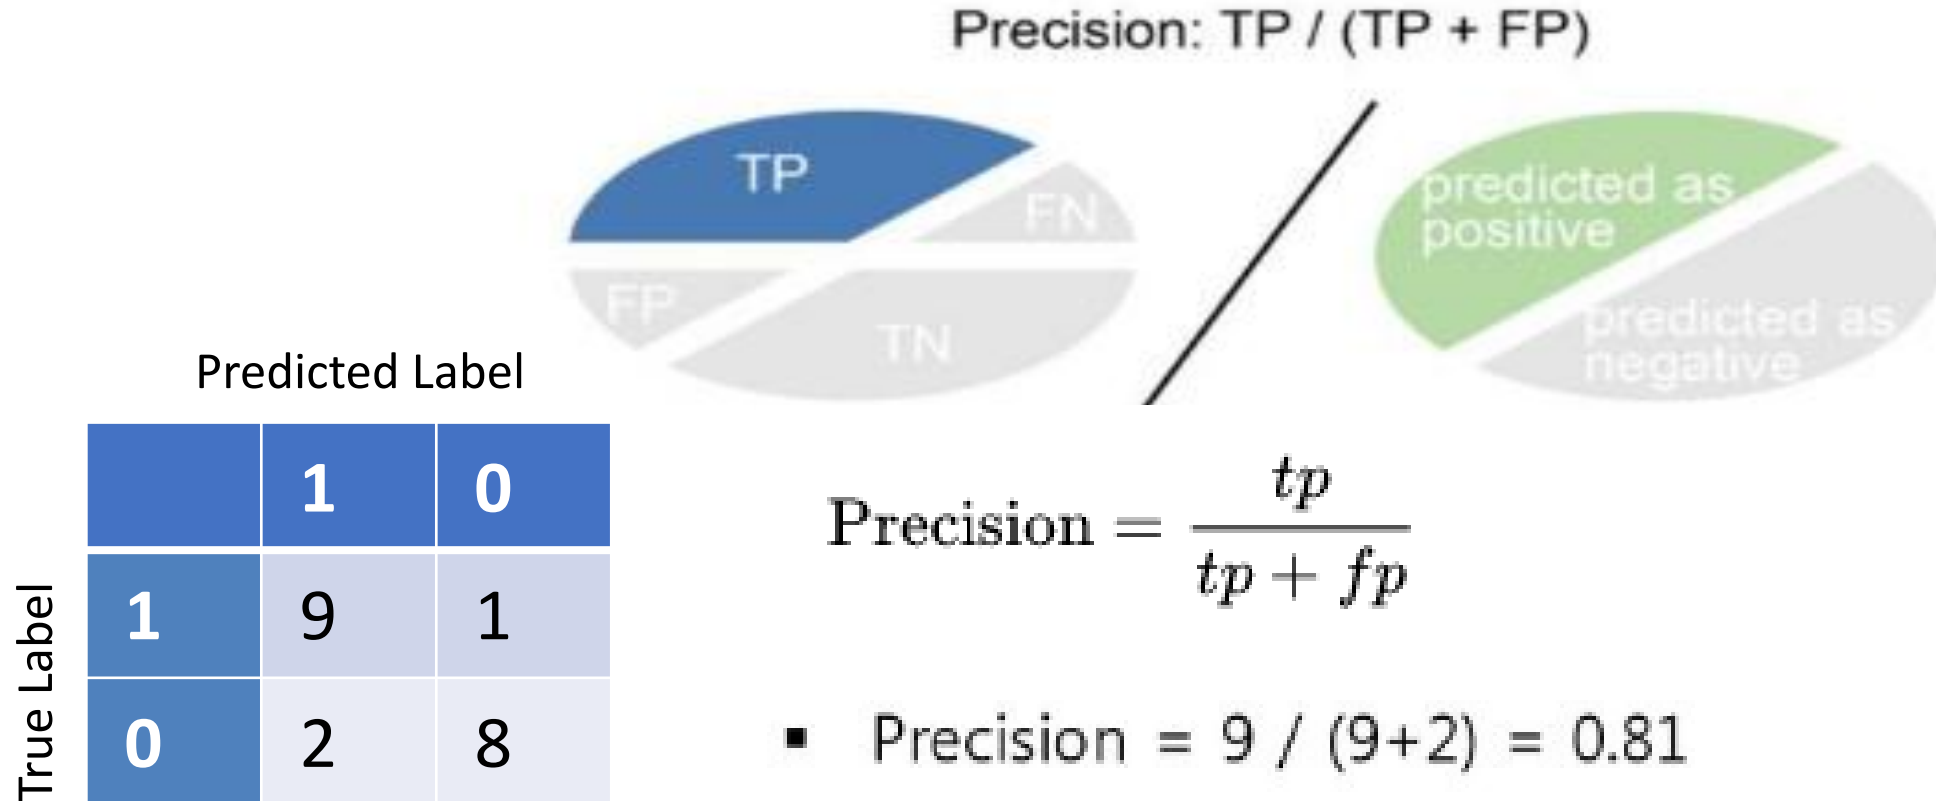 Precision: TP / (TP + FP)
TP
FN
FP
TN
predicted as
positive
predicted as
negative
Predicted Label
True Label
1 0
1 9 1
0 2 8
Precision = tp / tp + fp
▪ Precision = 9 / (9+2) = 0.81